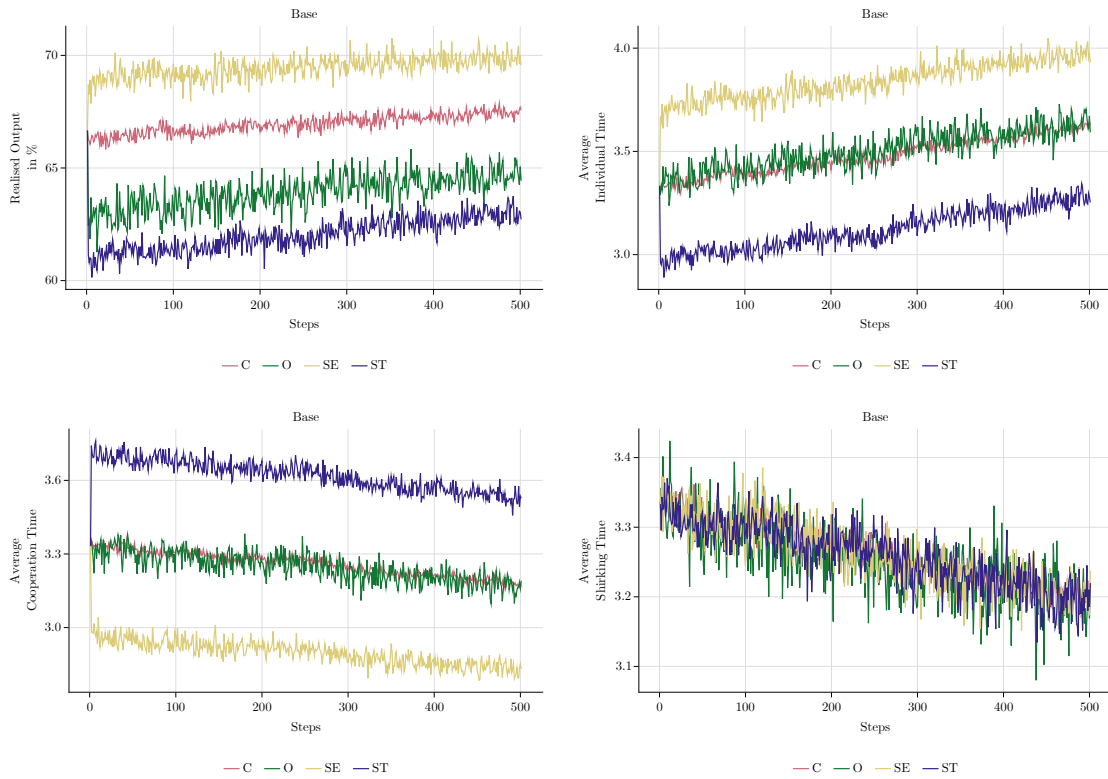 Base
70
65
60
Realised Output
in %
0 100 200 300 400 500
Steps
C O SE ST
Base
4.0
3.5
3.0
Average
Individual Time
0 100 200 300 400 500
Steps
C O SE ST
Base
3.6
3.3
3.0
Average
Cooperation Time
0 100 200 300 400 500
Steps
C O SE ST
Base
3.4
3.3
3.2
3.1
Average
Shirking Time
0 100 200 300 400 500
Steps
C O SE ST